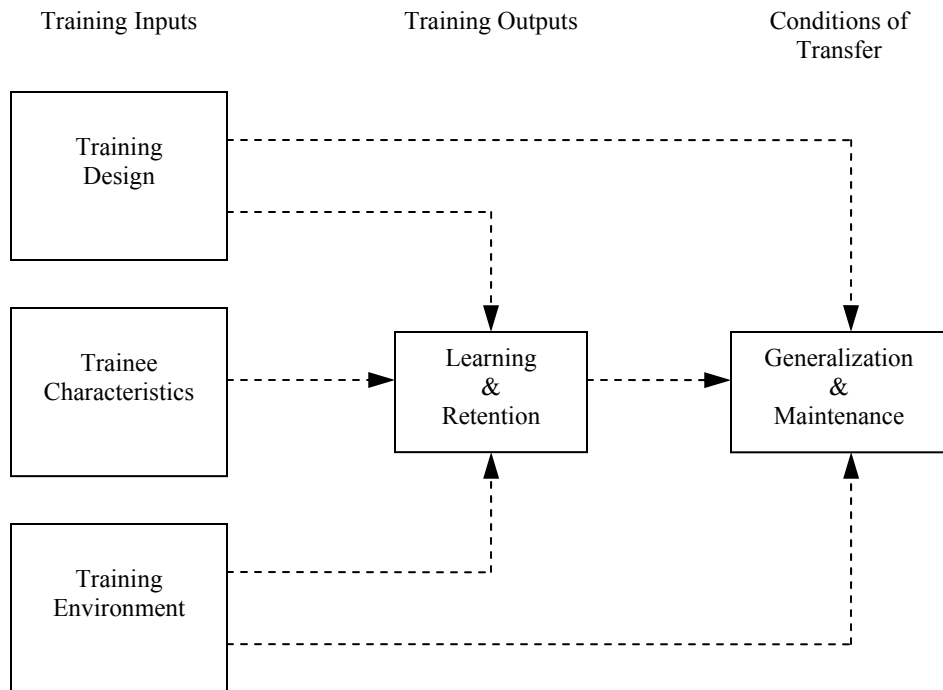 Training Inputs
Training Outputs
Conditions of
Transfer
Training
Design
Trainee
Characteristics
Learning
&
Retention
Generalization
&
Maintenance
Training
Environment